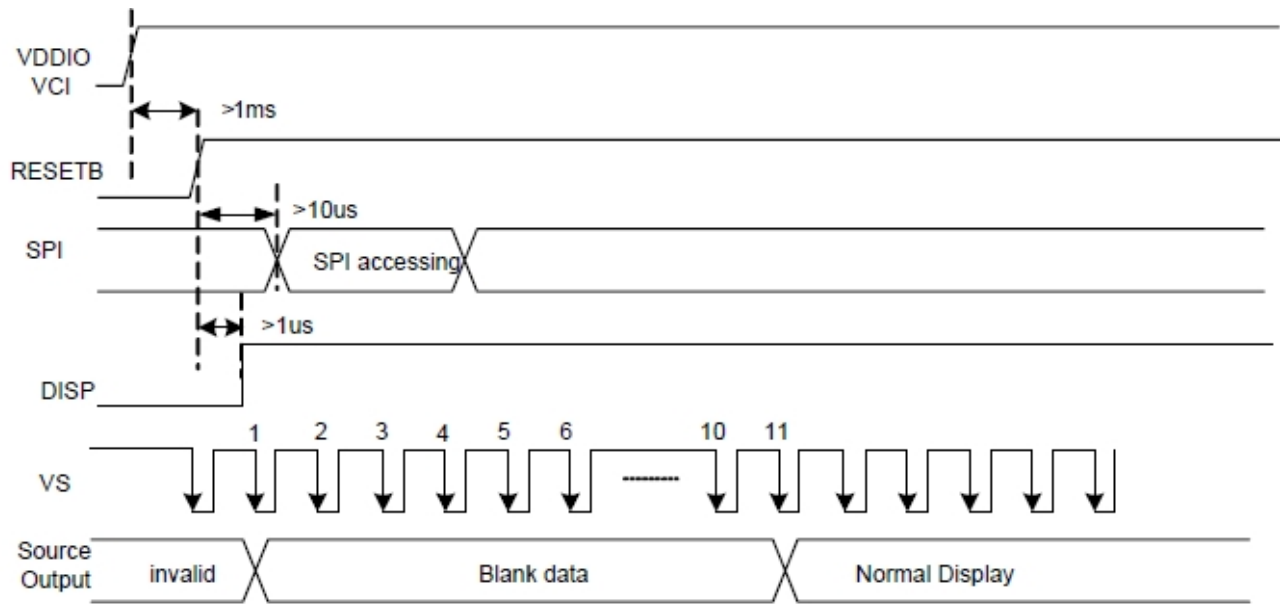 VDDIO
VCI
>1ms
RESETB
>10us
SPI
SPI accessing
>1us
DISP
1 2 3 4 5 6 10 11
VS
Source
Output
invalid
Blank data
Normal Display